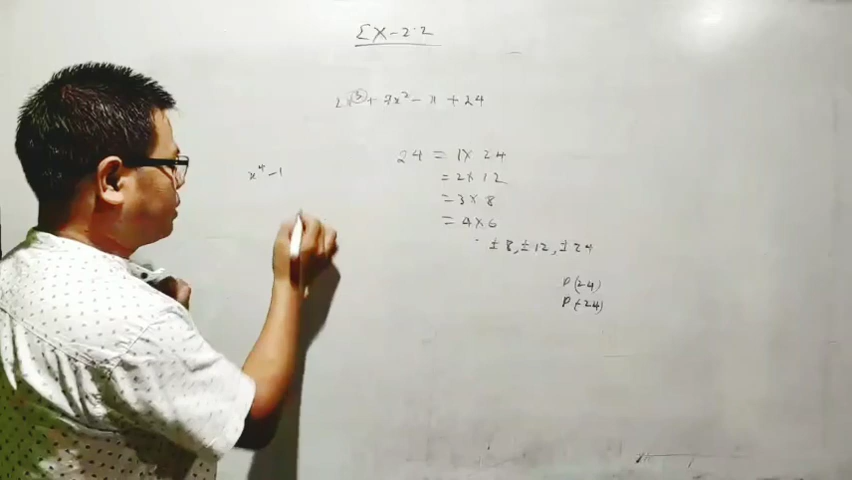 EX-2.2
2x³ + 7x² - x + 24
24 = 1 x 24
= 2 x 12
= 3 x 8
= 4 x 6
± 8, ± 12, ± 24
x⁴ - 1
P(24)
P(-24)